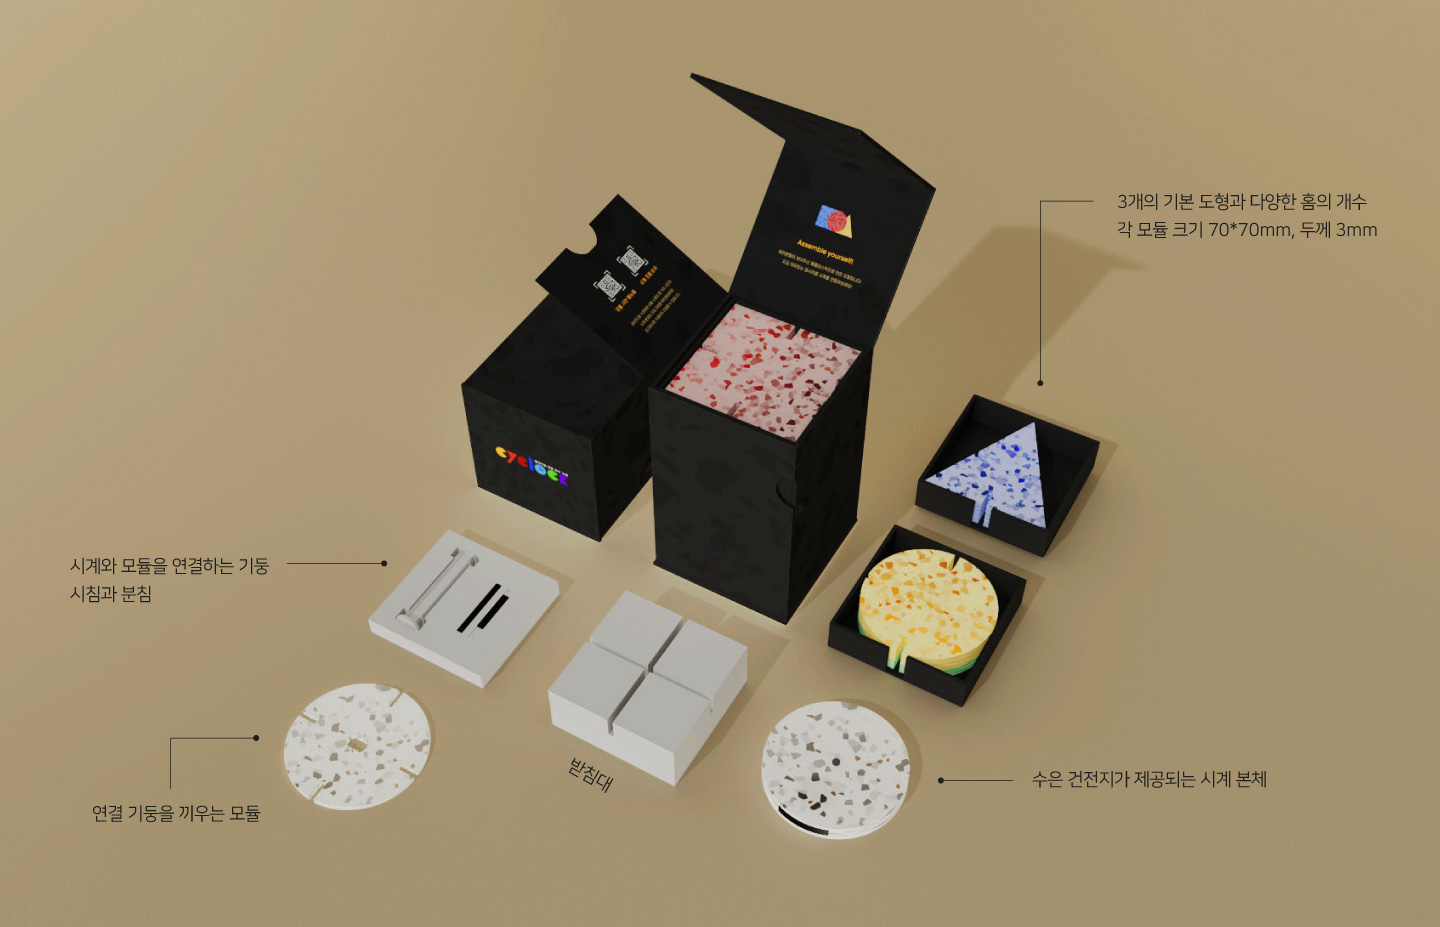 3개의 기본 도형과 다양한 홈의 개수
각 모듈 크기 70*70mm, 두께 3mm
Assemble yourself!
cyclock
시계와 모듈을 연결하는 기둥
시침과 분침
받침대
연결 기둥을 끼우는 모듈
수은 건전지가 제공되는 시계 본체